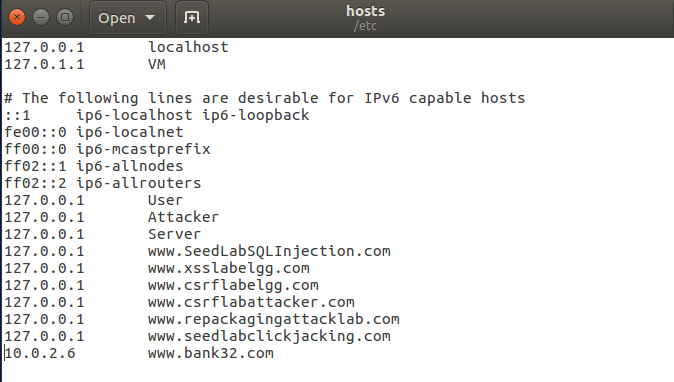 Open
hosts
/etc
127.0.0.1 localhost
127.0.1.1 VM
# The following lines are desirable for IPv6 capable hosts
::1 ip6-localhost ip6-loopback
fe00::0 ip6-localnet
ff00::0 ip6-mcastprefix
ff02::1 ip6-allnodes
ff02::2 ip6-allrouters
127.0.0.1 User
127.0.0.1 Attacker
127.0.0.1 Server
127.0.0.1 www.SeedLabSQLInjection.com
127.0.0.1 www.xsslabelgg.com
127.0.0.1 www.csrflabelgg.com
127.0.0.1 www.csrflabattacker.com
127.0.0.1 www.repackagingattacklab.com
127.0.0.1 www.seedlabclickjacking.com
10.0.2.6 www.bank32.com